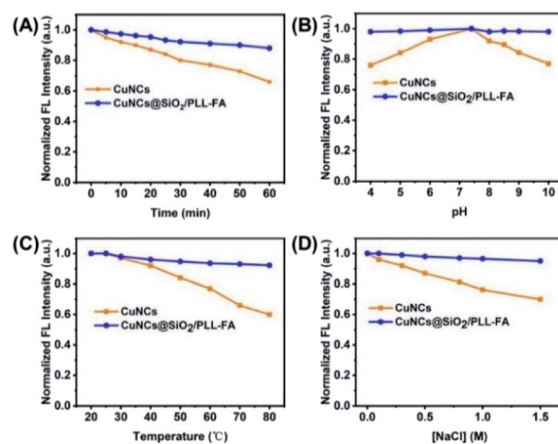 (A)
Normalized FL Intensity (a.u.)
1.0
0.8
0.6
0.4
0.2
0.0
CuNCs
CuNCs@SiO₂/PLL-FA
0 10 20 30 40 50 60
Time (min)
(B)
Normalized FL Intensity (a.u.)
1.0
0.8
0.6
0.4
0.2
0.0
CuNCs
CuNCs@SiO₂/PLL-FA
4 5 6 7 8 9 10
pH
(C)
Normalized FL Intensity (a.u.)
1.0
0.8
0.6
0.4
0.2
0.0
CuNCs
CuNCs@SiO₂/PLL-FA
20 30 40 50 60 70 80
Temperature (℃)
(D)
Normalized FL Intensity (a.u.)
1.0
0.8
0.6
0.4
0.2
0.0
CuNCs
CuNCs@SiO₂/PLL-FA
0.0 0.5 1.0 1.5
[NaCl] (M)